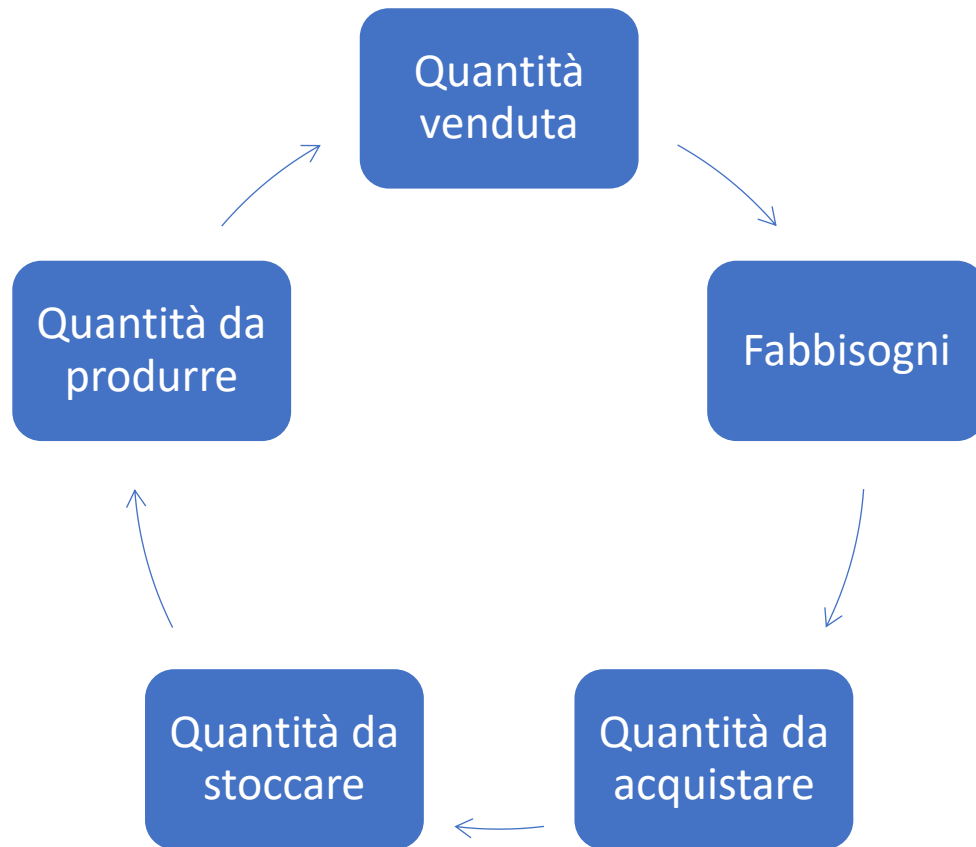 Quantità
venduta
Fabbisogni
Quantità da
acquistare
Quantità da
stoccare
Quantità da
produrre